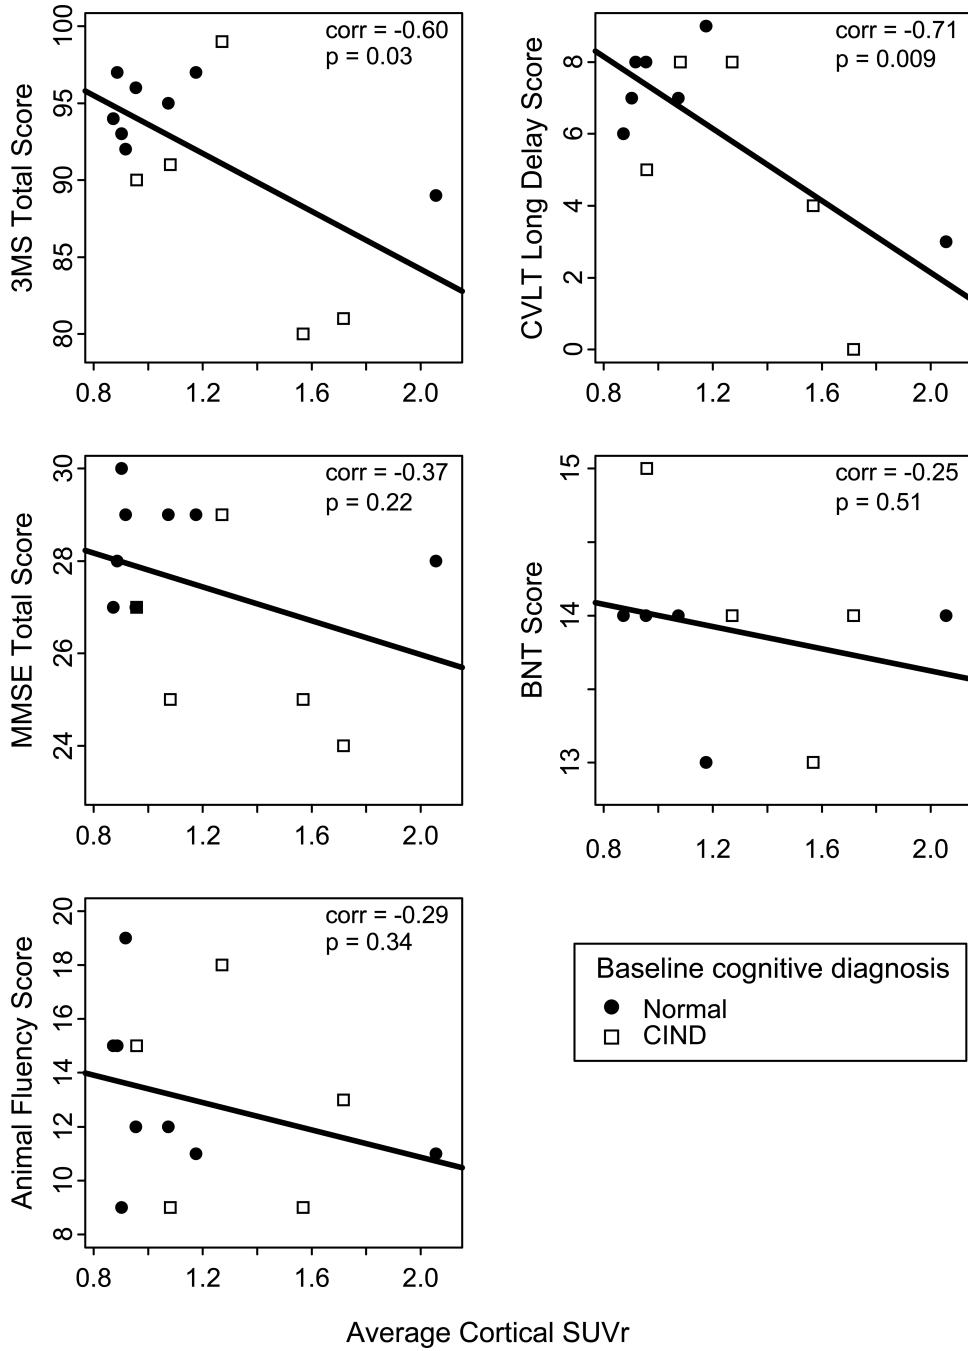 corr = -0.60
p = 0.03
3MS Total Score
100
95
90
85
80
0.8 1.2 1.6 2.0
corr = -0.71
p = 0.009
CVLT Long Delay Score
8
6
4
2
0
0.8 1.2 1.6 2.0
corr = -0.37
p = 0.22
MMSE Total Score
30
28
26
24
0.8 1.2 1.6 2.0
corr = -0.25
p = 0.51
BNT Score
15
14
13
0.8 1.2 1.6 2.0
corr = -0.29
p = 0.34
Animal Fluency Score
20
18
16
14
12
10
8
0.8 1.2 1.6 2.0
Baseline cognitive diagnosis
Normal
CIND
Average Cortical SUVr